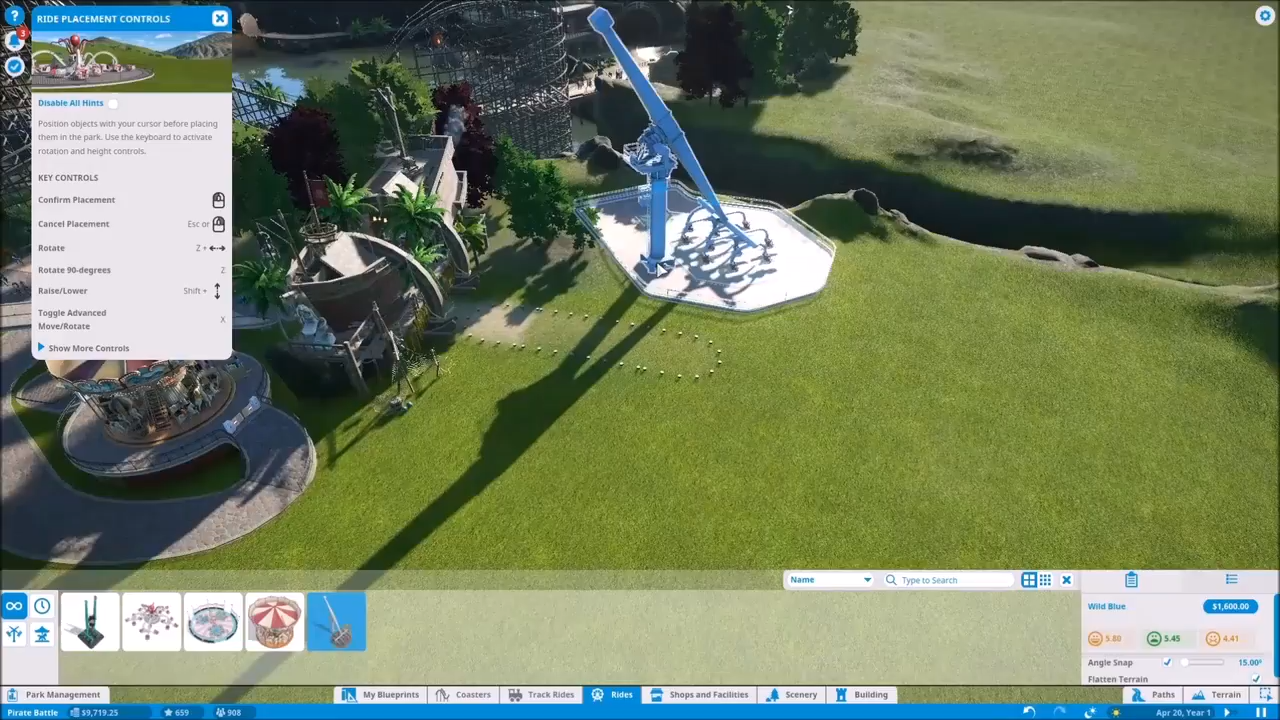 ?
RIDE PLACEMENT CONTROLS
3
Disable All Hints
Position objects with your cursor before placing
them in the park. Use the keyboard to activate
rotation and height controls.
KEY CONTROLS
Confirm Placement
Cancel Placement Esc or
Rotate Z +
Rotate 90-degrees Z
Raise/Lower Shift +
Toggle Advanced
Move/Rotate X
Show More Controls
Name Type to Search
Wild Blue $1,600.00
5.80 5.45 4.41
Angle Snap 15.00°
Flatten Terrain
Park Management My Blueprints Coasters Track Rides Rides Shops and Facilities Scenery Building Paths Terrain
Pirate Battle $9,719.25 659 908 Apr 20, Year 1